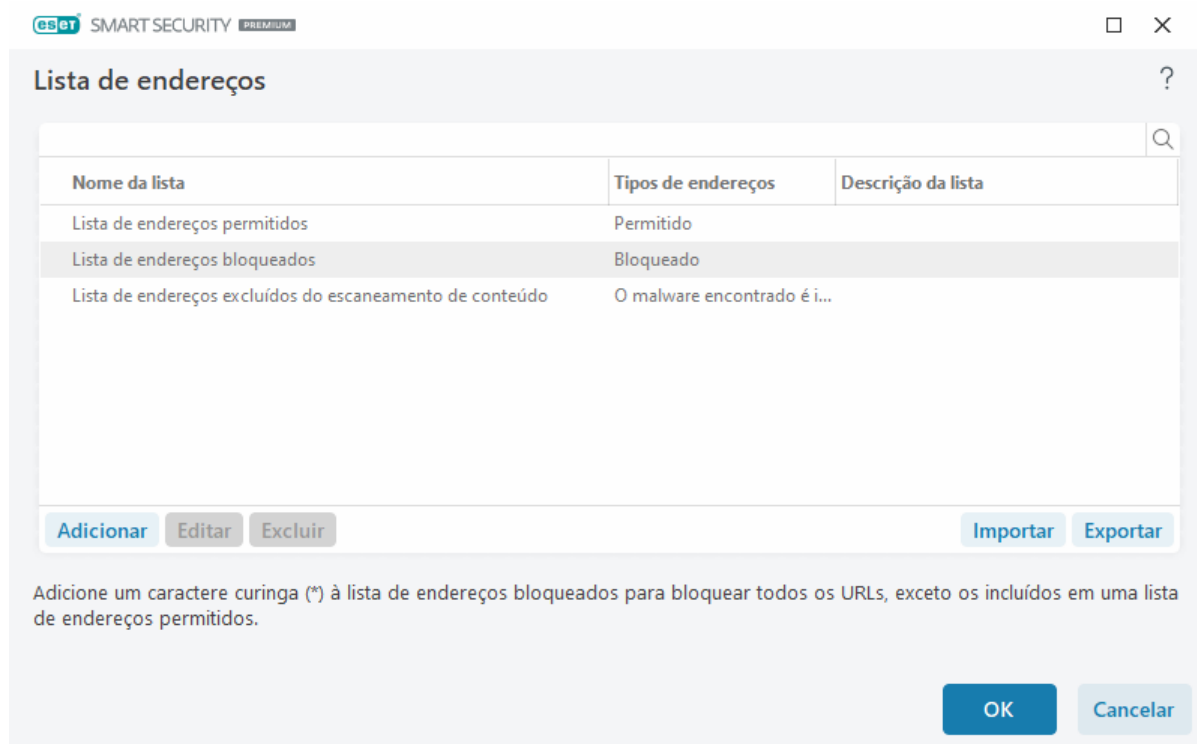 eset SMART SECURITY PREMIUM
Lista de endereços
?
Nome da lista Tipos de endereços Descrição da lista
Lista de endereços permitidos Permitido
Lista de endereços bloqueados Bloqueado
Lista de endereços excluídos do escaneamento de conteúdo O malware encontrado é i...
Adicionar Editar Excluir Importar Exportar
Adicione um caractere curinga (*) à lista de endereços bloqueados para bloquear todos os URLs, exceto os incluídos em uma lista
de endereços permitidos.
OK Cancelar